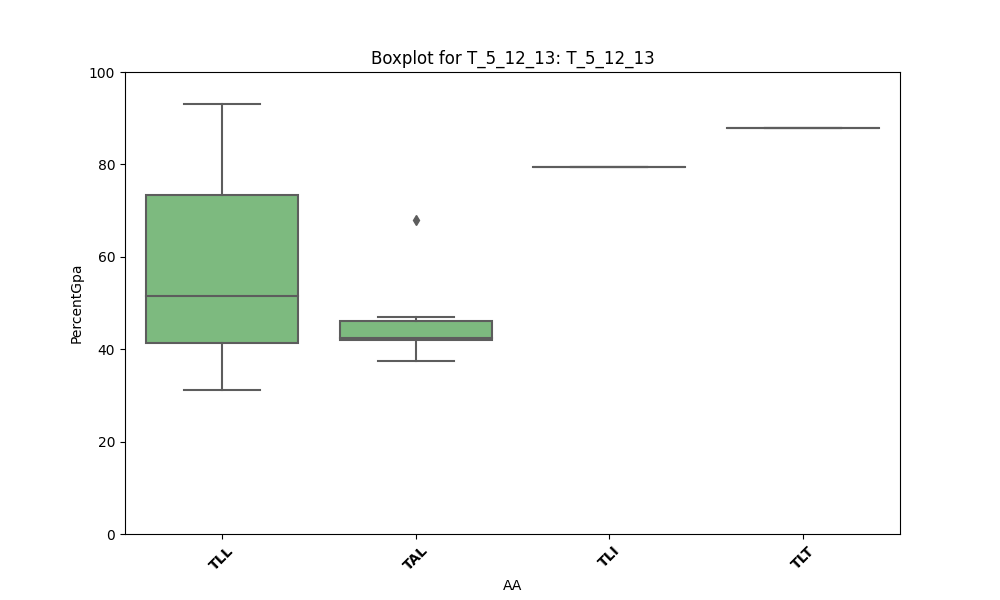 Boxplot for T_5_12_13: T_5_12_13
100
80
60
40
20
0
PercentGpa
TLL
TAL
TLI
TLT
AA